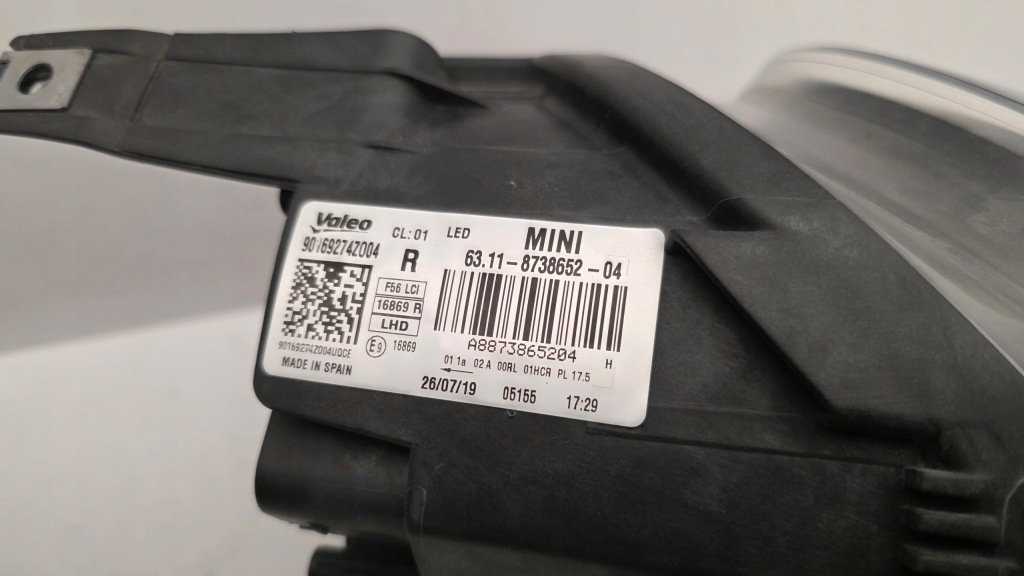 Valeo
90169274Z004
CL:01 LED
R
F56 LCI
16869 R
LHD
E9 16869
90169274Z004UQCE
MADE IN SPAIN
MINI
63.11-8738652-04
A8873865204 H
01 1a 02 A 00RL 01HCR PL 17.5
26/07/19 05155 17:29